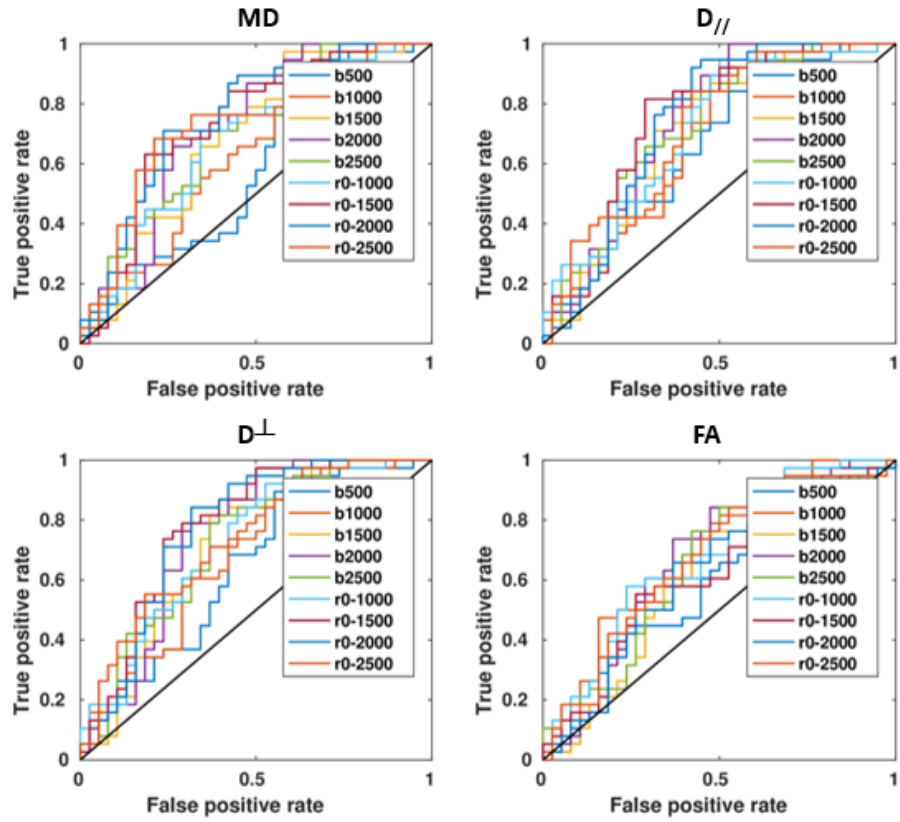 MD
1
0.8
0.6
0.4
0.2
0
True positive rate
b500
b1000
b1500
b2000
b2500
r0-1000
r0-1500
r0-2000
r0-2500
0 0.5 1
False positive rate
D//
1
0.8
0.6
0.4
0.2
0
True positive rate
b500
b1000
b1500
b2000
b2500
r0-1000
r0-1500
r0-2000
r0-2500
0 0.5 1
False positive rate
D⊥
1
0.8
0.6
0.4
0.2
0
True positive rate
b500
b1000
b1500
b2000
b2500
r0-1000
r0-1500
r0-2000
r0-2500
0 0.5 1
False positive rate
FA
1
0.8
0.6
0.4
0.2
0
True positive rate
b500
b1000
b1500
b2000
b2500
r0-1000
r0-1500
r0-2000
r0-2500
0 0.5 1
False positive rate